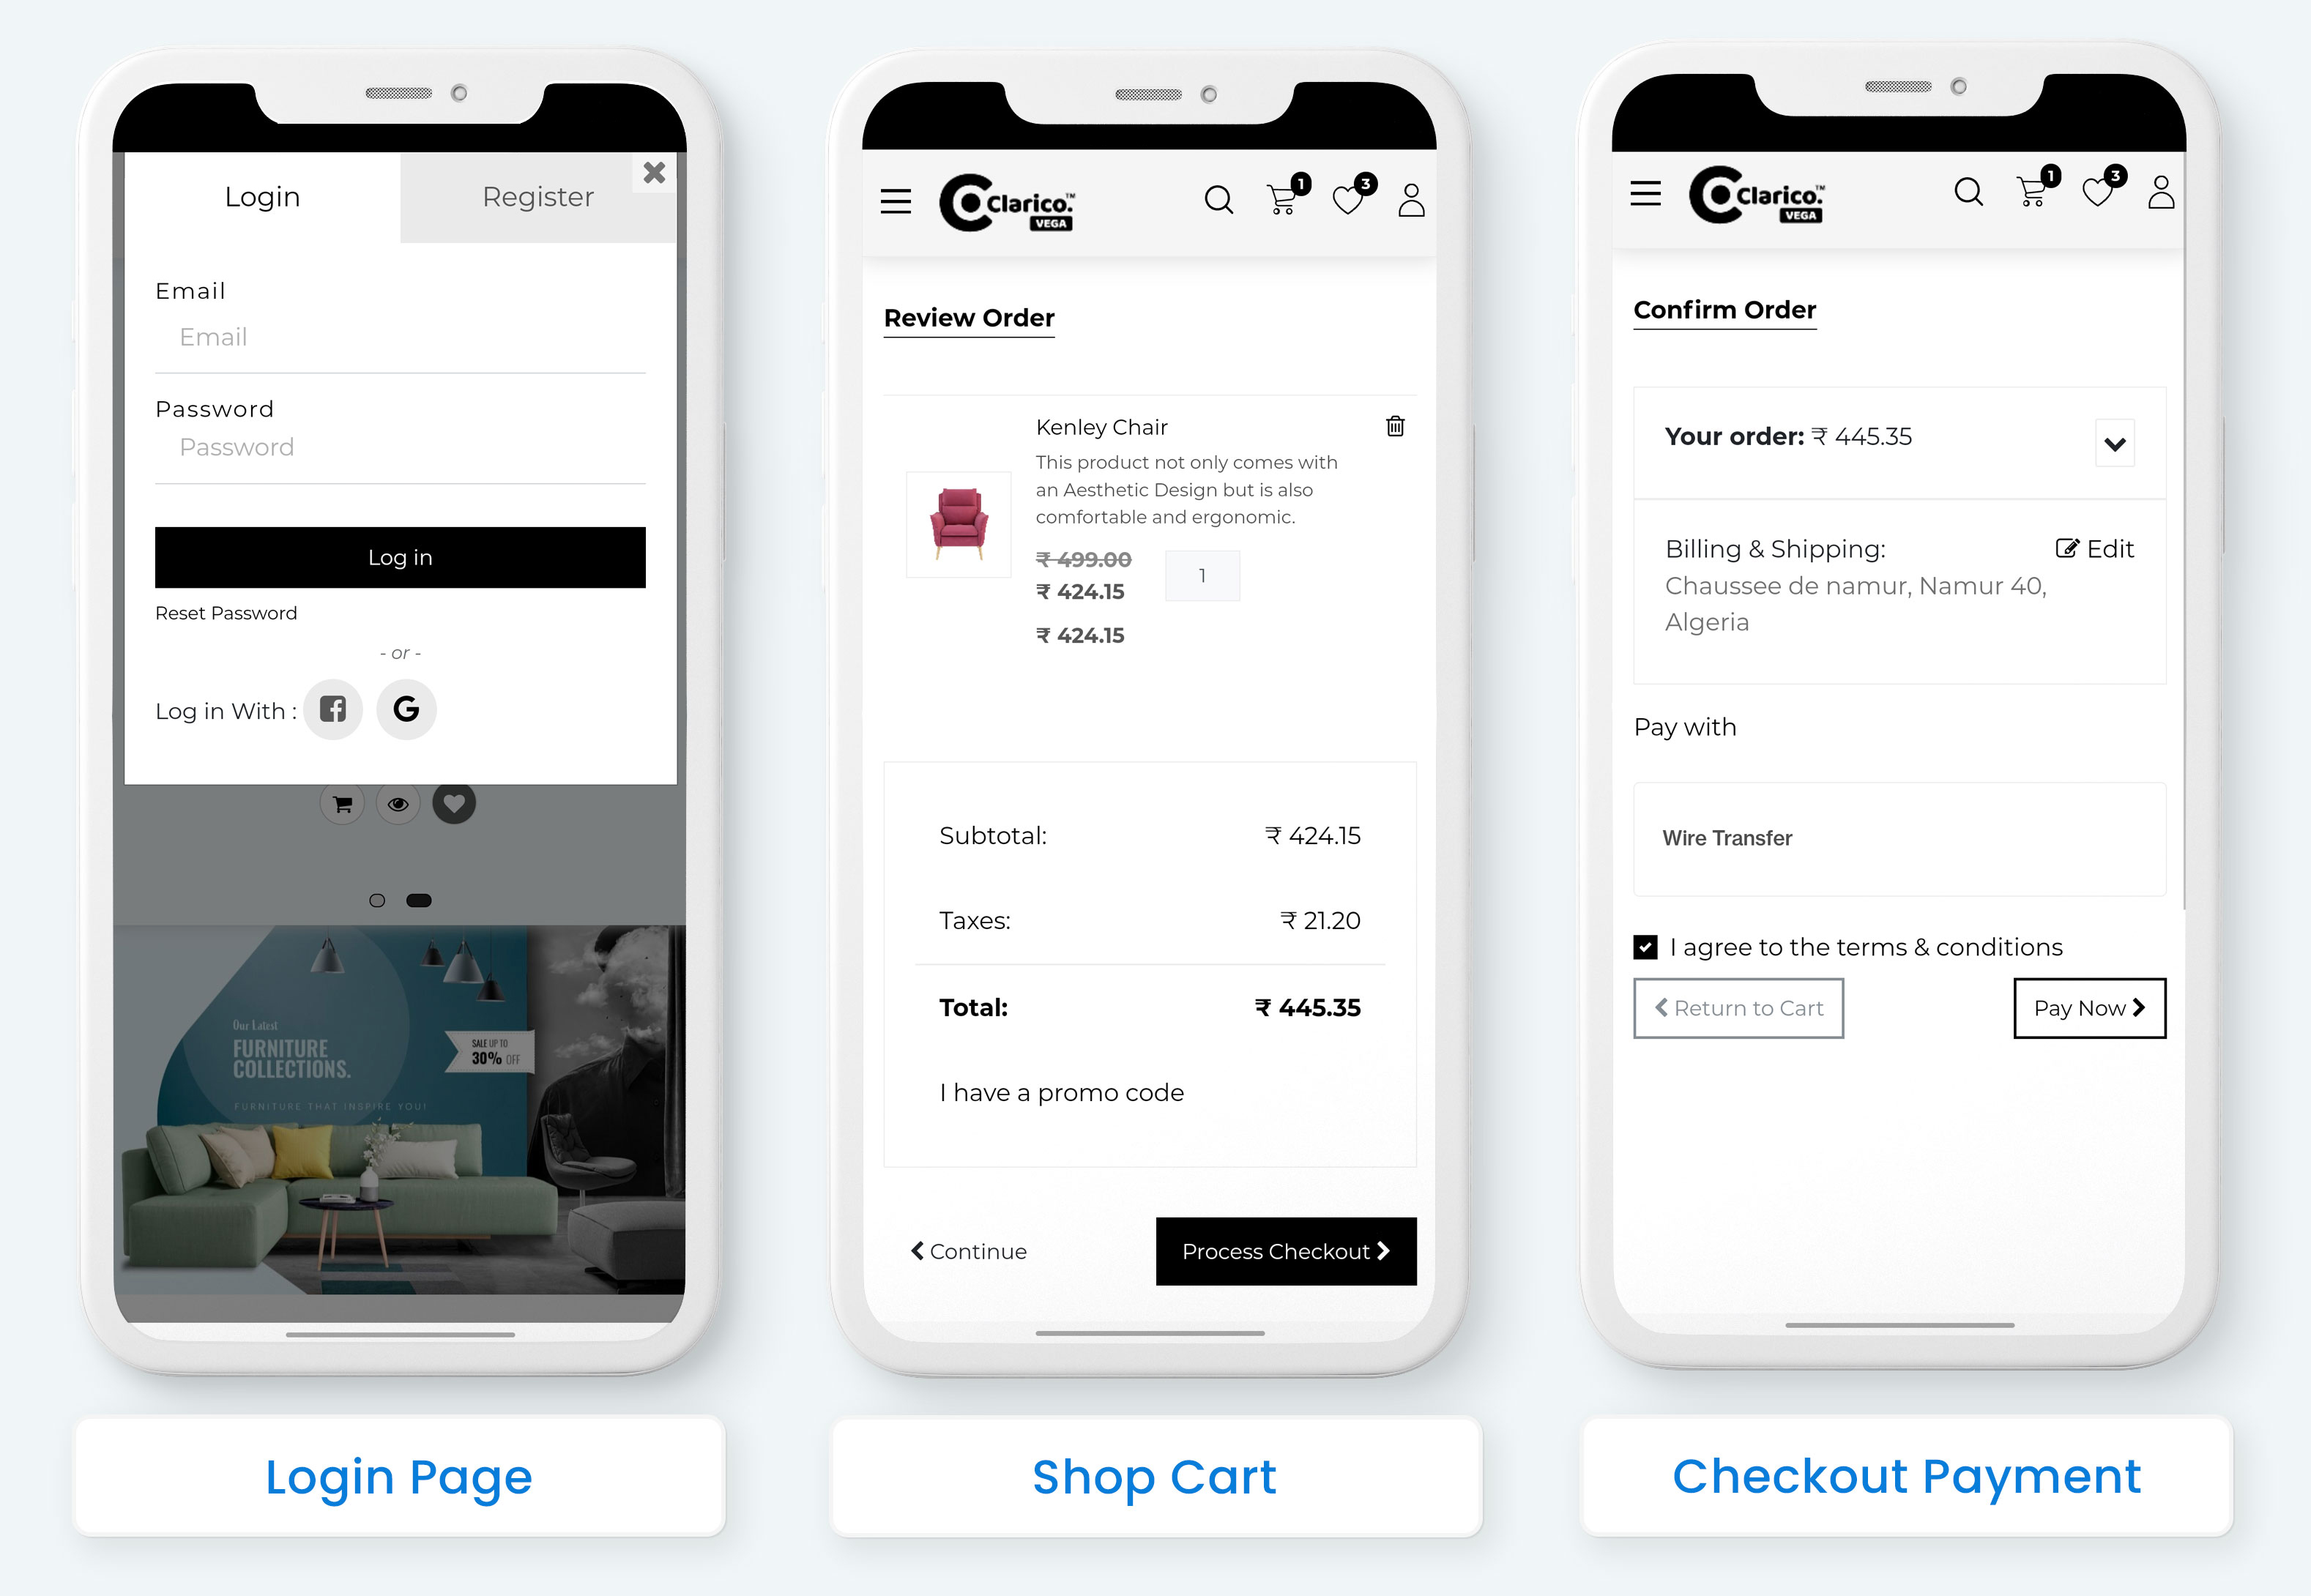 Login
Register
Email
Email
Password
Password
Log in
Reset Password
- or -
Log in With :
Our Latest
FURNITURE
COLLECTIONS.
FURNITURE THAT INSPIRE YOU!
SALE UP TO
30% OFF
Login Page
Clarico.™
VEGA
1
3
Review Order
Kenley Chair
This product not only comes with
an Aesthetic Design but is also
comfortable and ergonomic.
₹ 499.00
₹ 424.15
1
₹ 424.15
Subtotal: ₹ 424.15
Taxes: ₹ 21.20
Total: ₹ 445.35
I have a promo code
Continue
Process Checkout
Shop Cart
Clarico.™
VEGA
1
3
Confirm Order
Your order: ₹ 445.35
Billing & Shipping:
Edit
Chaussee de namur, Namur 40,
Algeria
Pay with
Wire Transfer
I agree to the terms & conditions
Return to Cart
Pay Now
Checkout Payment